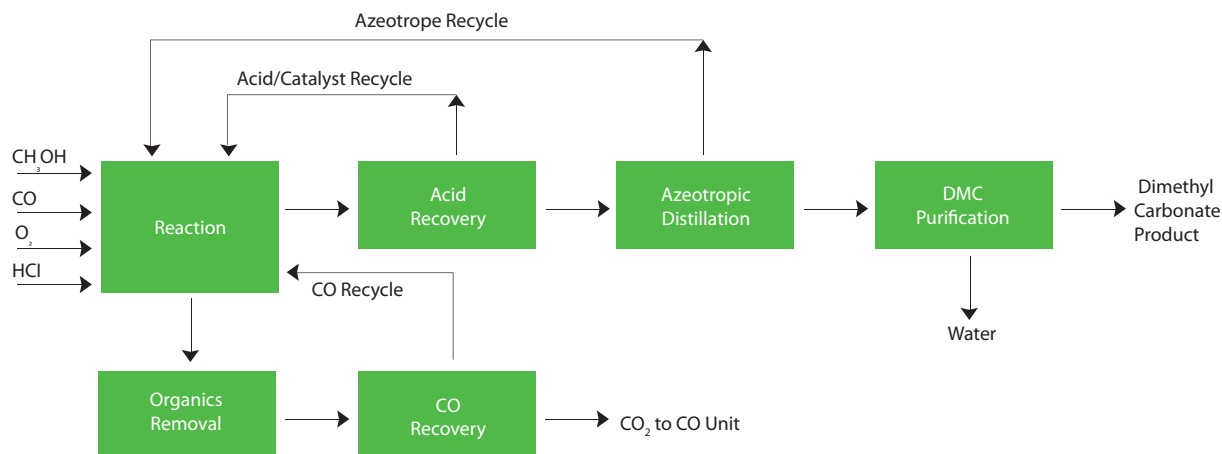 Azeotrope Recycle
Acid/Catalyst Recycle
CH₃OH
CO
O₂
HCl
Reaction
Acid
Recovery
Azeotropic
Distillation
DMC
Purification
Dimethyl
Carbonate
Product
CO Recycle
Water
Organics
Removal
CO
Recovery
CO₂ to CO Unit